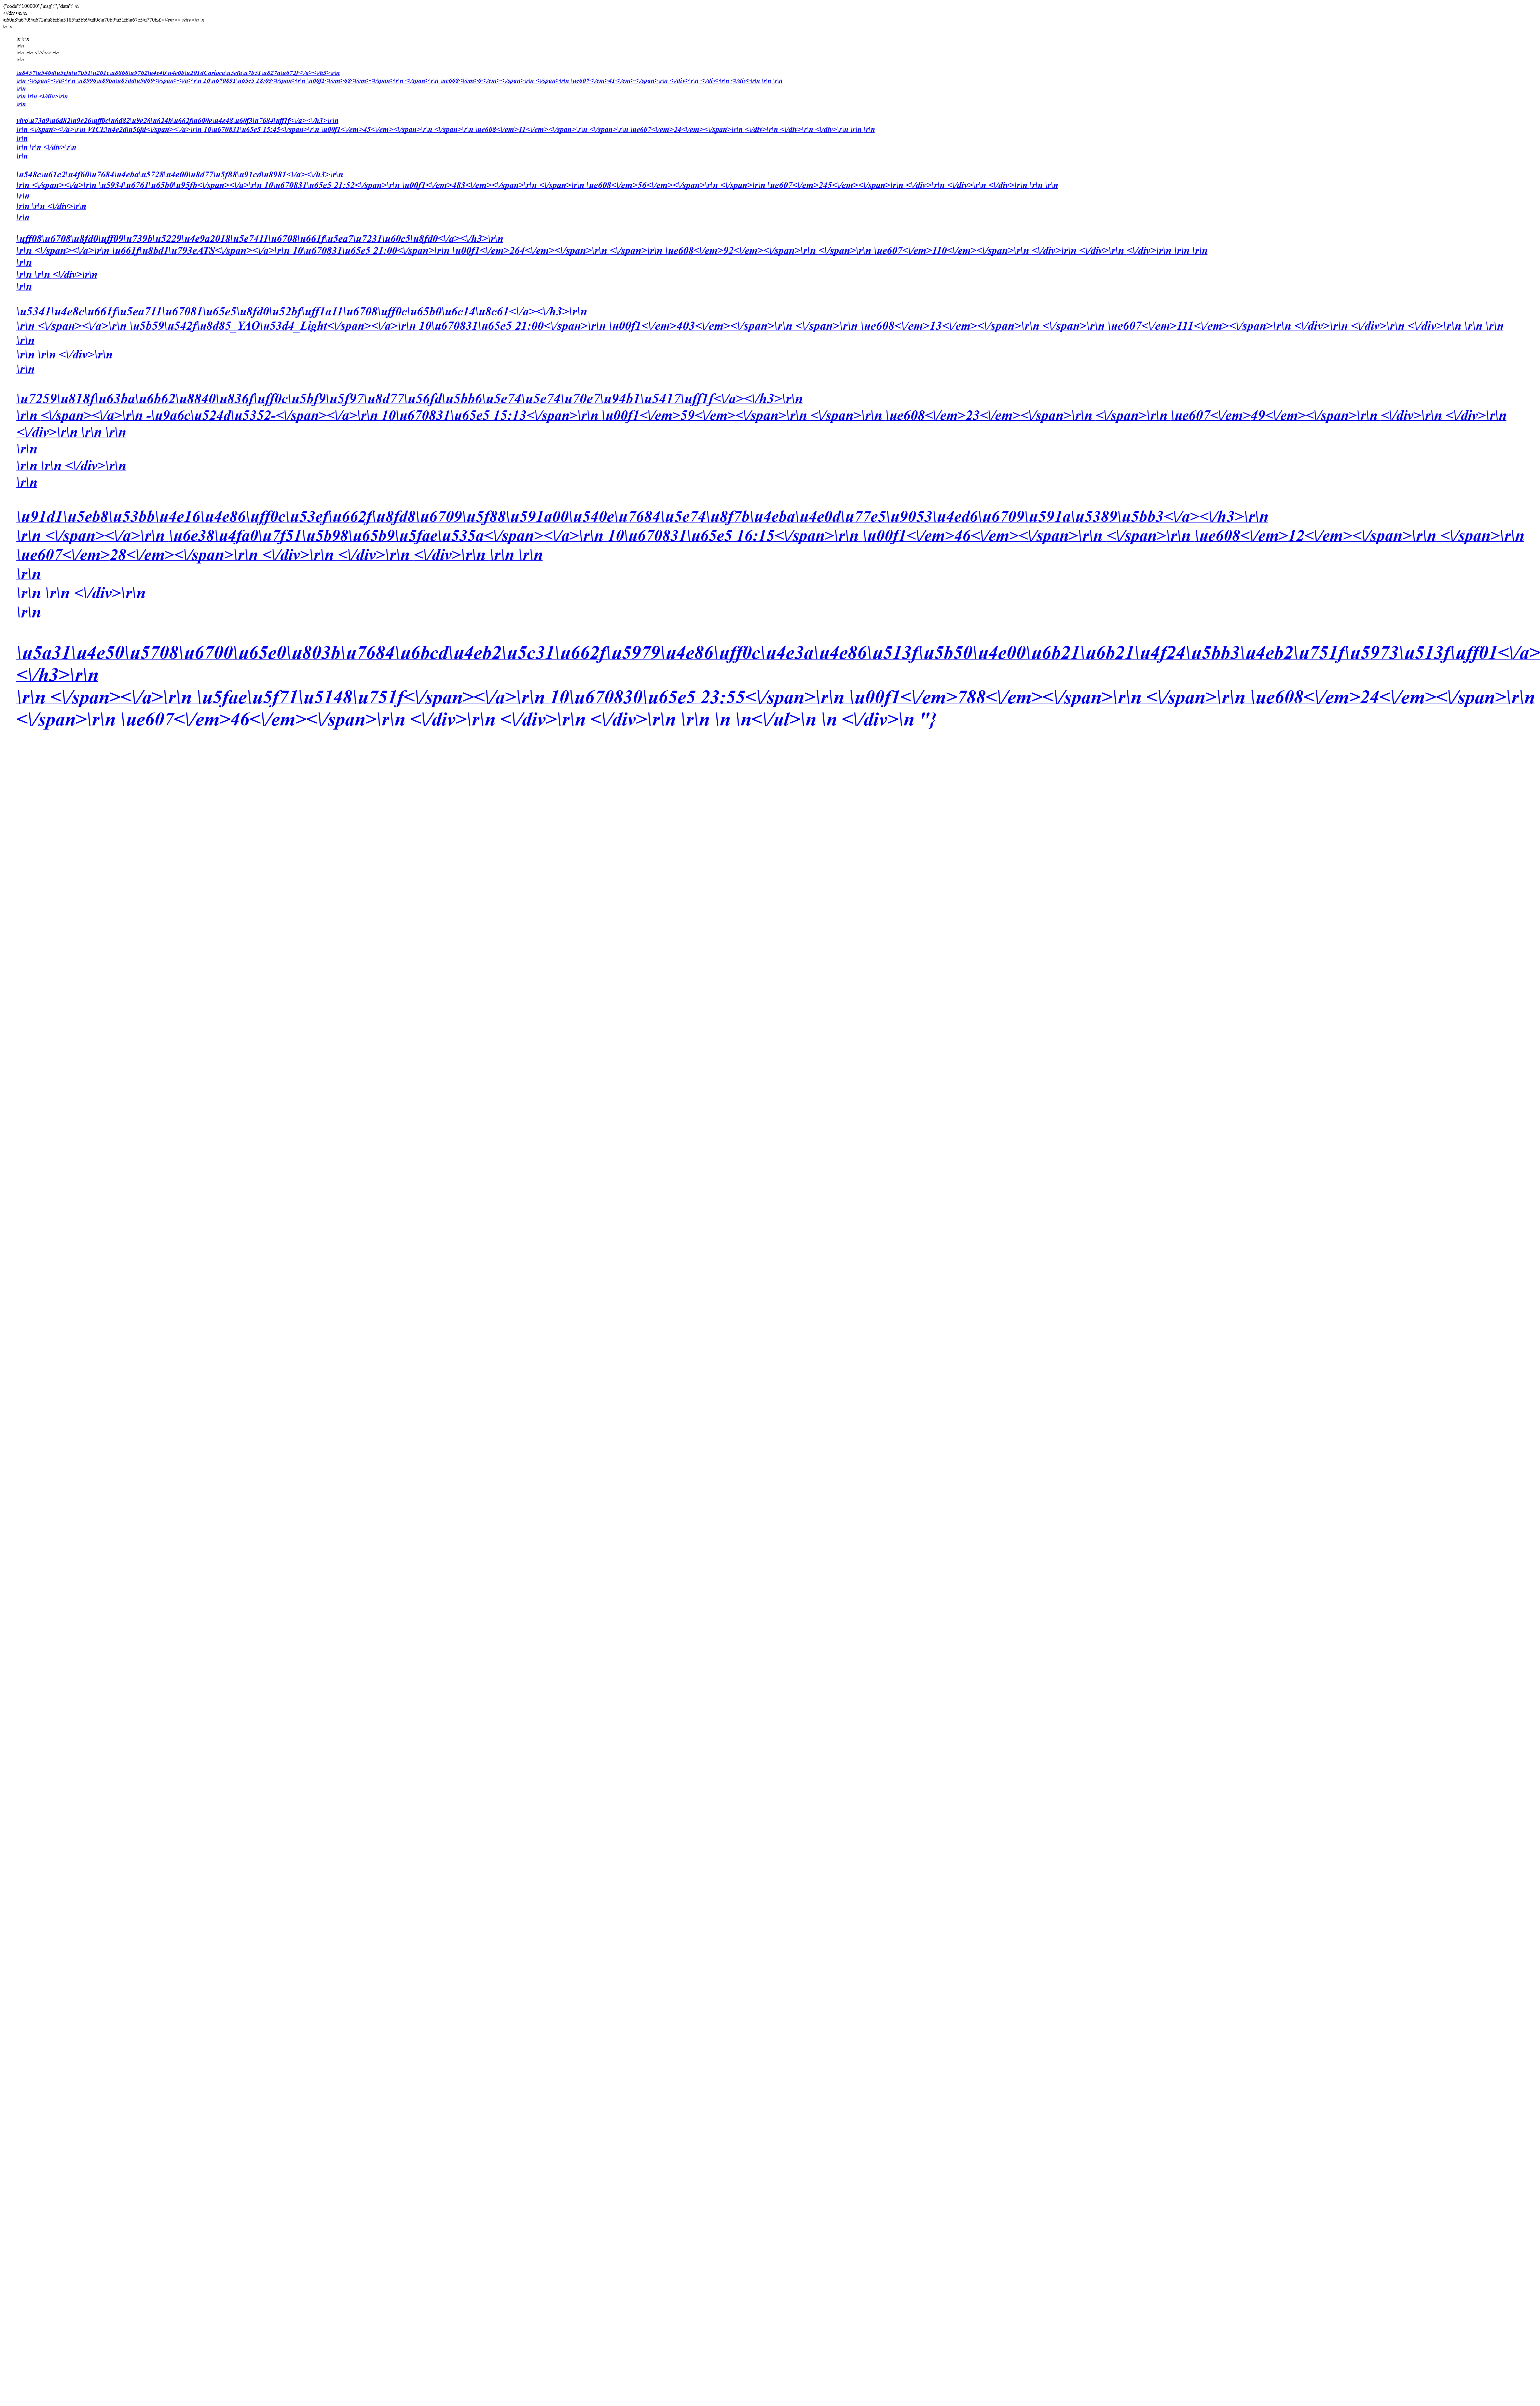 {"code":"100000","msg":"","data":" \n
<\/div>\n \n
\u60a8\u6709\u672a\u8bfb\u5185\u5bb9\uff0c\u70b9\u51fb\u67e5\u770bX<\/em><\/div>\n \n
\n \n
\n \r\n
\r\n
\r\n \r\n <\/div>\r\n
\r\n
\u8457\u540d\u5efa\u7b51\u201c\u8868\u9762\u4e4b\u4e0b\u201dCarioca\u5efa\u7b51\u827a\u672f<\/a><\/h3>\r\n
\r\n <\/span><\/a>\r\n \u8996\u89ba\u85dd\u9d09<\/span><\/a>\r\n 10\u670831\u65e5 18:03<\/span>\r\n \u00f1<\/em>68<\/em><\/span>\r\n <\/span>\r\n \ue608<\/em>0<\/em><\/span>\r\n <\/span>\r\n \ue607<\/em>41<\/em><\/span>\r\n <\/div>\r\n <\/div>\r\n <\/div>\r\n \r\n \r\n
\r\n
\r\n \r\n <\/div>\r\n
\r\n
vivo\u73a9\u6d82\u9e26\uff0c\u6d82\u9e26\u624b\u662f\u600e\u4e48\u60f3\u7684\uff1f<\/a><\/h3>\r\n
\r\n <\/span><\/a>\r\n VICE\u4e2d\u56fd<\/span><\/a>\r\n 10\u670831\u65e5 15:45<\/span>\r\n \u00f1<\/em>45<\/em><\/span>\r\n <\/span>\r\n \ue608<\/em>11<\/em><\/span>\r\n <\/span>\r\n \ue607<\/em>24<\/em><\/span>\r\n <\/div>\r\n <\/div>\r\n <\/div>\r\n \r\n \r\n
\r\n
\r\n \r\n <\/div>\r\n
\r\n
\u548c\u61c2\u4f60\u7684\u4eba\u5728\u4e00\u8d77\u5f88\u91cd\u8981<\/a><\/h3>\r\n
\r\n <\/span><\/a>\r\n \u5934\u6761\u65b0\u95fb<\/span><\/a>\r\n 10\u670831\u65e5 21:52<\/span>\r\n \u00f1<\/em>483<\/em><\/span>\r\n <\/span>\r\n \ue608<\/em>56<\/em><\/span>\r\n <\/span>\r\n \ue607<\/em>245<\/em><\/span>\r\n <\/div>\r\n <\/div>\r\n <\/div>\r\n \r\n \r\n
\r\n
\r\n \r\n <\/div>\r\n
\r\n
\uff08\u6708\u8fd0\uff09\u739b\u5229\u4e9a2018\u5e7411\u6708\u661f\u5ea7\u7231\u60c5\u8fd0<\/a><\/h3>\r\n
\r\n <\/span><\/a>\r\n \u661f\u8bd1\u793eATS<\/span><\/a>\r\n 10\u670831\u65e5 21:00<\/span>\r\n \u00f1<\/em>264<\/em><\/span>\r\n <\/span>\r\n \ue608<\/em>92<\/em><\/span>\r\n <\/span>\r\n \ue607<\/em>110<\/em><\/span>\r\n <\/div>\r\n <\/div>\r\n <\/div>\r\n \r\n \r\n
\r\n
\r\n \r\n <\/div>\r\n
\r\n
\u5341\u4e8c\u661f\u5ea711\u67081\u65e5\u8fd0\u52bf\uff1a11\u6708\uff0c\u65b0\u6c14\u8c61<\/a><\/h3>\r\n
\r\n <\/span><\/a>\r\n \u5b59\u542f\u8d85_YAO\u53d4_Light<\/span><\/a>\r\n 10\u670831\u65e5 21:00<\/span>\r\n \u00f1<\/em>403<\/em><\/span>\r\n <\/span>\r\n \ue608<\/em>13<\/em><\/span>\r\n <\/span>\r\n \ue607<\/em>111<\/em><\/span>\r\n <\/div>\r\n <\/div>\r\n <\/div>\r\n \r\n \r\n
\r\n
\r\n \r\n <\/div>\r\n
\r\n
\u7259\u818f\u63ba\u6b62\u8840\u836f\uff0c\u5bf9\u5f97\u8d77\u56fd\u5bb6\u5e74\u5e74\u70e7\u94b1\u5417\uff1f<\/a><\/h3>\r\n
\r\n <\/span><\/a>\r\n -\u9a6c\u524d\u5352-<\/span><\/a>\r\n 10\u670831\u65e5 15:13<\/span>\r\n \u00f1<\/em>59<\/em><\/span>\r\n <\/span>\r\n \ue608<\/em>23<\/em><\/span>\r\n <\/span>\r\n \ue607<\/em>49<\/em><\/span>\r\n <\/div>\r\n <\/div>\r\n
<\/div>\r\n \r\n \r\n
\r\n
\r\n \r\n <\/div>\r\n
\r\n
\u91d1\u5eb8\u53bb\u4e16\u4e86\uff0c\u53ef\u662f\u8fd8\u6709\u5f88\u591a00\u540e\u7684\u5e74\u8f7b\u4eba\u4e0d\u77e5\u9053\u4ed6\u6709\u591a\u5389\u5bb3<\/a><\/h3>\r\n
\r\n <\/span><\/a>\r\n \u6e38\u4fa0\u7f51\u5b98\u65b9\u5fae\u535a<\/span><\/a>\r\n 10\u670831\u65e5 16:15<\/span>\r\n \u00f1<\/em>46<\/em><\/span>\r\n <\/span>\r\n \ue608<\/em>12<\/em><\/span>\r\n <\/span>\r\n
\ue607<\/em>28<\/em><\/span>\r\n <\/div>\r\n <\/div>\r\n <\/div>\r\n \r\n \r\n
\r\n
\r\n \r\n <\/div>\r\n
\r\n
\u5a31\u4e50\u5708\u6700\u65e0\u803b\u7684\u6bcd\u4eb2\u5c31\u662f\u5979\u4e86\uff0c\u4e3a\u4e86\u513f\u5b50\u4e00\u6b21\u6b21\u4f24\u5bb3\u4eb2\u751f\u5973\u513f\uff01<\/a>
<\/h3>\r\n
\r\n <\/span><\/a>\r\n \u5fae\u5f71\u5148\u751f<\/span><\/a>\r\n 10\u670830\u65e5 23:55<\/span>\r\n \u00f1<\/em>788<\/em><\/span>\r\n <\/span>\r\n \ue608<\/em>24<\/em><\/span>\r\n
<\/span>\r\n \ue607<\/em>46<\/em><\/span>\r\n <\/div>\r\n <\/div>\r\n <\/div>\r\n \r\n \n \n<\/ul>\n \n <\/div>\n "}